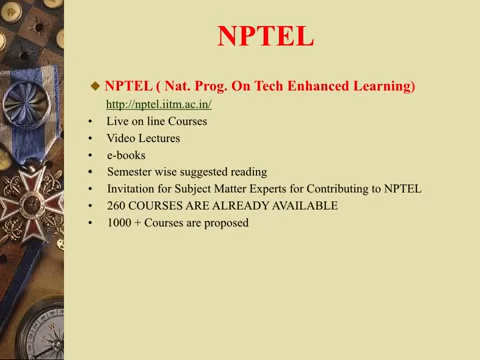 NPTEL
NPTEL ( Nat. Prog. On Tech Enhanced Learning)
http://nptel.iitm.ac.in/
• Live on line Courses
• Video Lectures
• e-books
• Semester wise suggested reading
• Invitation for Subject Matter Experts for Contributing to NPTEL
• 260 COURSES ARE ALREADY AVAILABLE
• 1000 + Courses are proposed